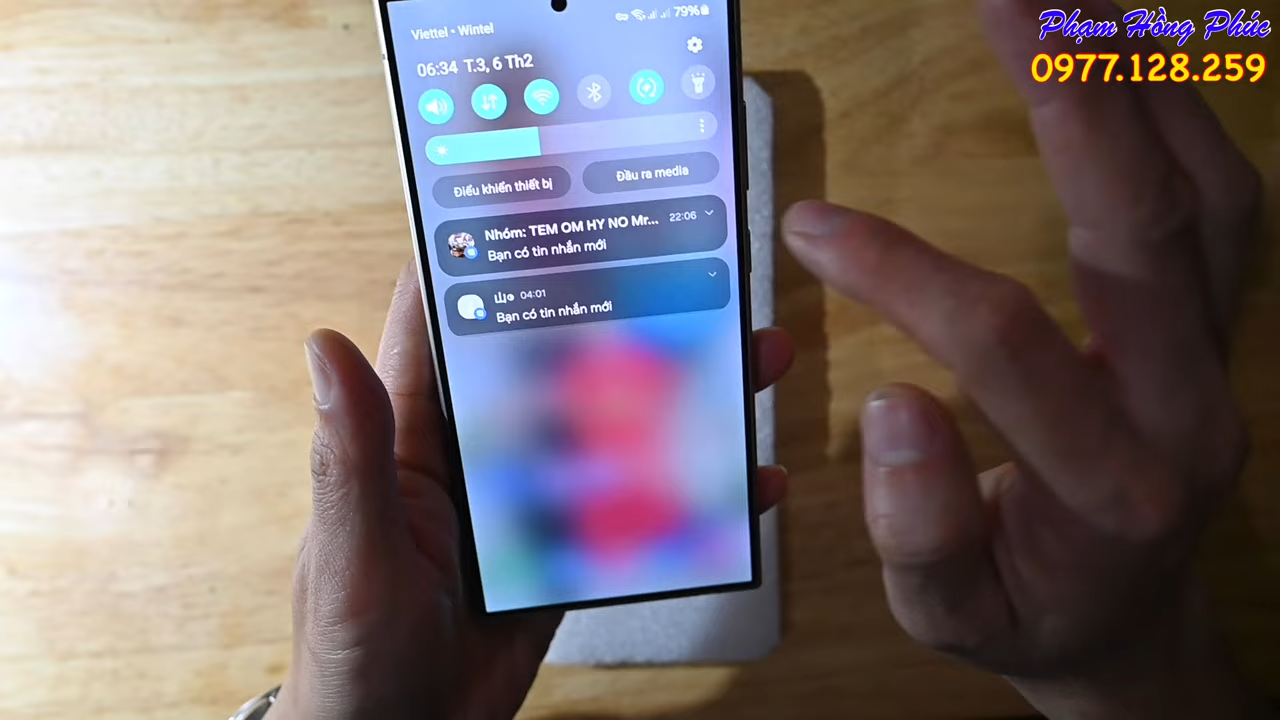 Phạm Hồng Phúc
0977.128.259
Viettel • Wintel
79%
06:34 T.3, 6 Th2
Điều khiển thiết bị
Đầu ra media
Nhóm: TEM OM HY NO Mr... 22:06
Bạn có tin nhắn mới
04:01
Bạn có tin nhắn mới